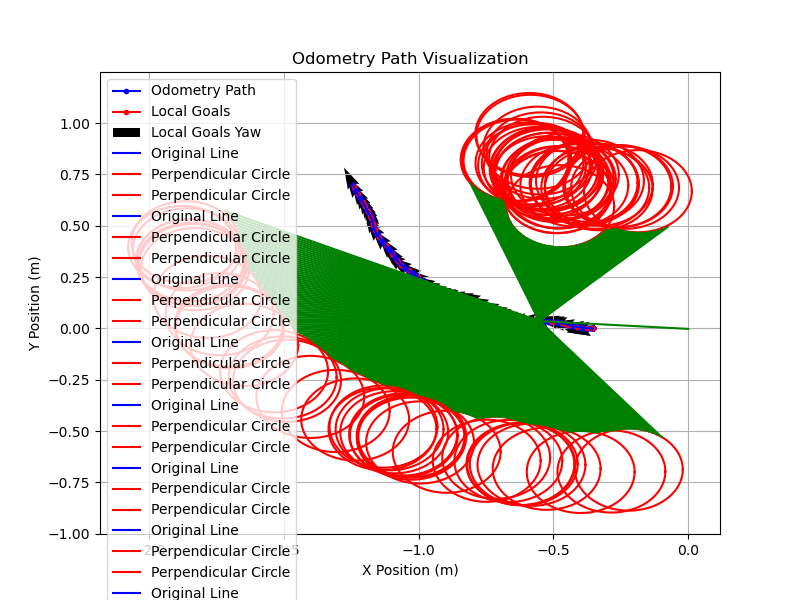 Odometry Path Visualization
Odometry Path
Local Goals
Local Goals Yaw
Original Line
Perpendicular Circle
Perpendicular Circle
Original Line
Perpendicular Circle
Perpendicular Circle
Original Line
Perpendicular Circle
Perpendicular Circle
Original Line
Perpendicular Circle
Perpendicular Circle
Original Line
Perpendicular Circle
Perpendicular Circle
Original Line
Perpendicular Circle
Perpendicular Circle
Original Line
Perpendicular Circle
Perpendicular Circle
Original Line
1.00
0.75
0.50
0.25
0.00
−0.25
−0.50
−0.75
−1.00
Y Position (m)
−1.0
−0.5
0.0
X Position (m)